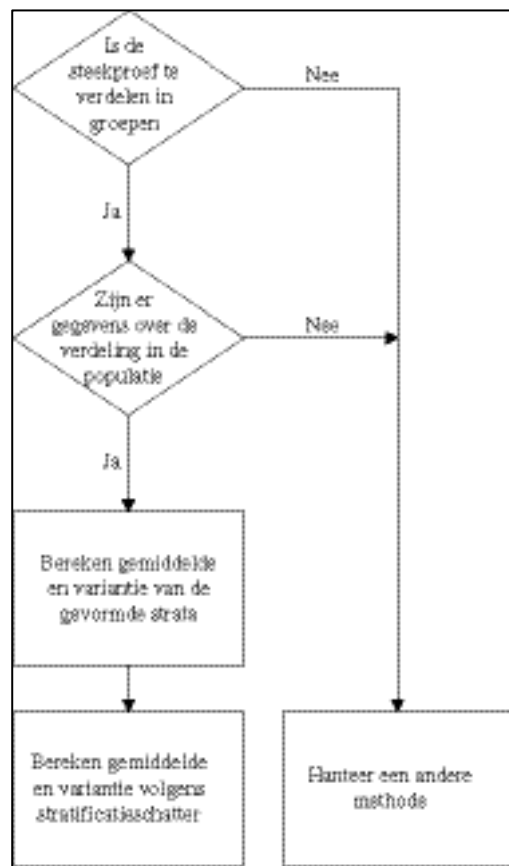 Is de
steekproef te
verdelen in
groepen
Nee
Ja
Zijn er
gegevens over de
verdeling in de
populatie
Nee
Ja
Bereken gemiddelde
en variantie van de
gevormde strata
Bereken gemiddelde
en variantie volgens
stratificatieschatter
Hanteer een andere
methode